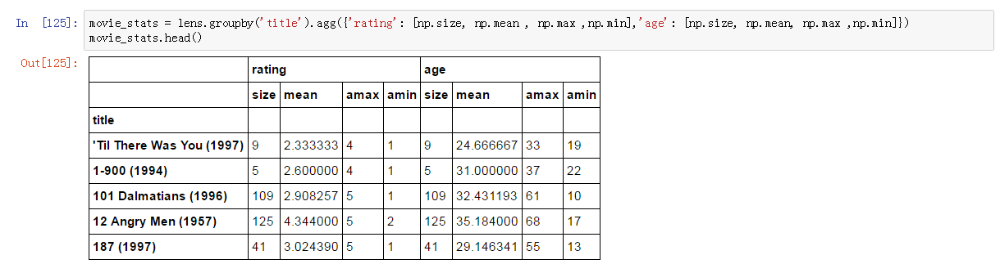 In [125]: movie_stats = lens.groupby('title').agg({'rating': [np.size, np.mean , np.max ,np.min],'age': [np.size, np.mean, np.max ,np.min]})
movie_stats.head()
Out[125]:
rating age
size mean amax amin size mean amax amin
title
'Til There Was You (1997) 9 2.333333 4 1 9 24.666667 33 19
1-900 (1994) 5 2.600000 4 1 5 31.000000 37 22
101 Dalmatians (1996) 109 2.908257 5 1 109 32.431193 61 10
12 Angry Men (1957) 125 4.344000 5 2 125 35.184000 68 17
187 (1997) 41 3.024390 5 1 41 29.146341 55 13